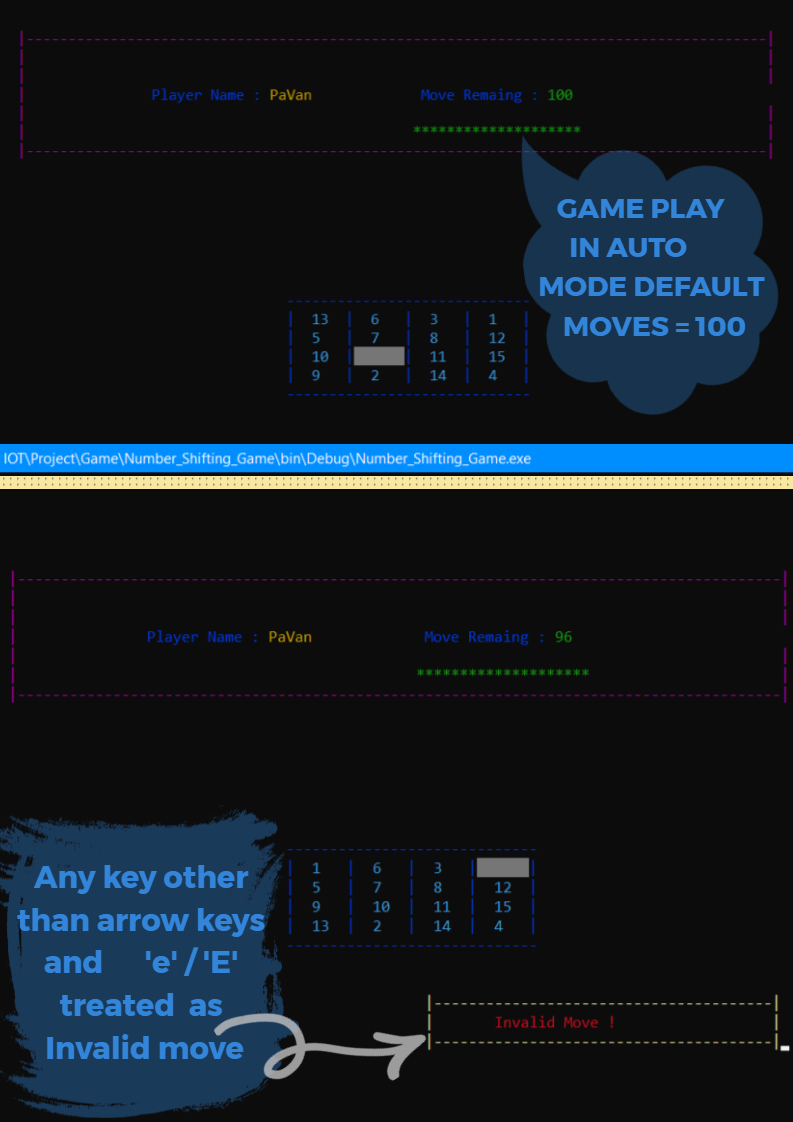 Player Name : PaVan Move Remaing : 100
********************
GAME PLAY
IN AUTO
MODE DEFAULT
MOVES = 100
13 | 6 | 3 | 1
5 | 7 | 8 | 12
10 | | 11 | 15
9 | 2 | 14 | 4
IOT\Project\Game\Number_Shifting_Game\bin\Debug\Number_Shifting_Game.exe
Player Name : PaVan Move Remaing : 96
********************
Any key other
than arrow keys
and 'e' / 'E'
treated as
Invalid move
1 | 6 | 3 |
5 | 7 | 8 | 12
9 | 10 | 11 | 15
13 | 2 | 14 | 4
Invalid Move !